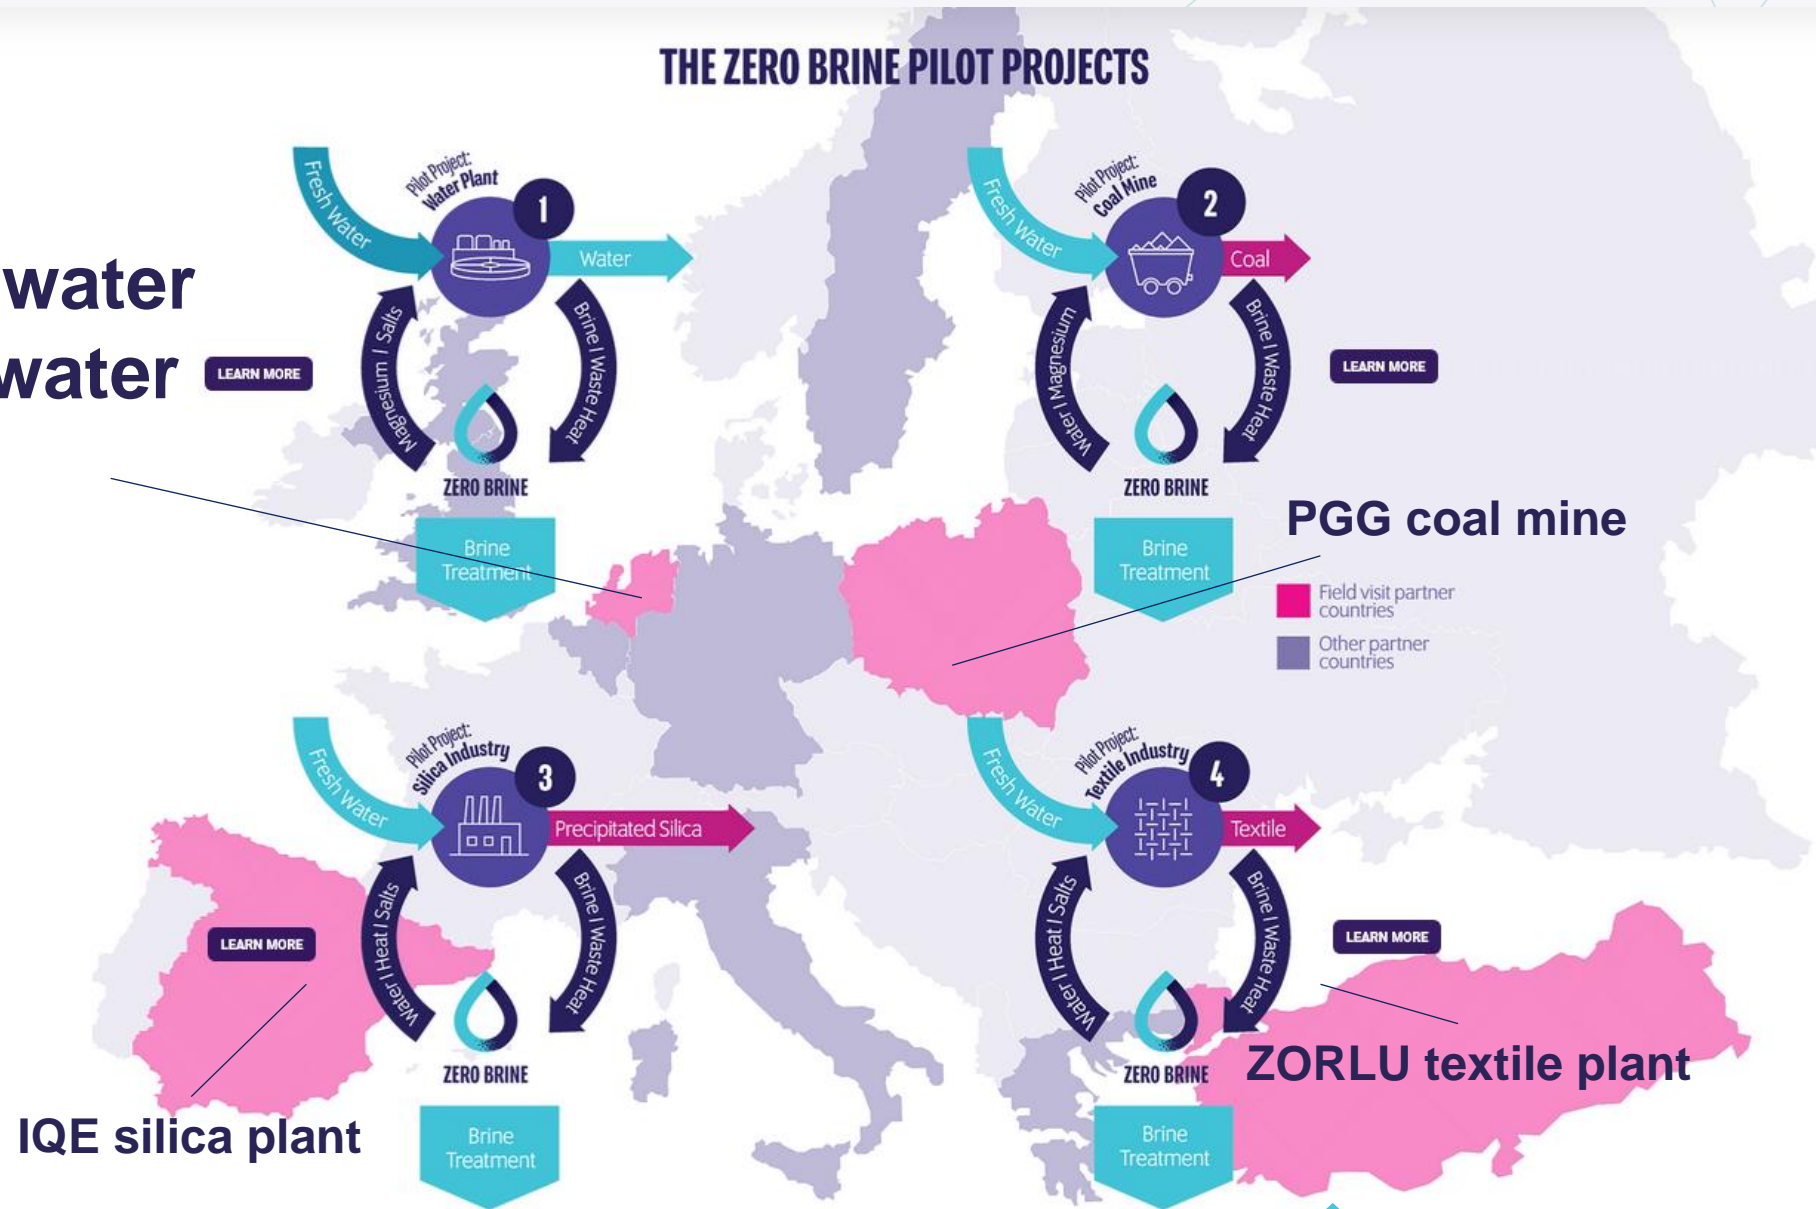 THE ZERO BRINE PILOT PROJECTS
Pilot Project:
Water Plant
1
Fresh Water
Water
Magnesium I Salts
Brine I Waste Heat
ZERO BRINE
Brine
Treatment
LEARN MORE
water
water
Pilot Project:
Coal Mine
2
Fresh Water
Coal
Water I Magnesium
Brine I Waste Heat
ZERO BRINE
Brine
Treatment
LEARN MORE
PGG coal mine
Field visit partner
countries
Other partner
countries
Pilot Project:
Silica Industry
3
Fresh Water
Precipitated Silica
Water I Heat I Salts
Brine I Waste Heat
ZERO BRINE
Brine
Treatment
LEARN MORE
IQE silica plant
Pilot Project:
Textile Industry
4
Fresh Water
Textile
Water I Heat I Salts
Brine I Waste Heat
ZERO BRINE
Brine
Treatment
LEARN MORE
ZORLU textile plant